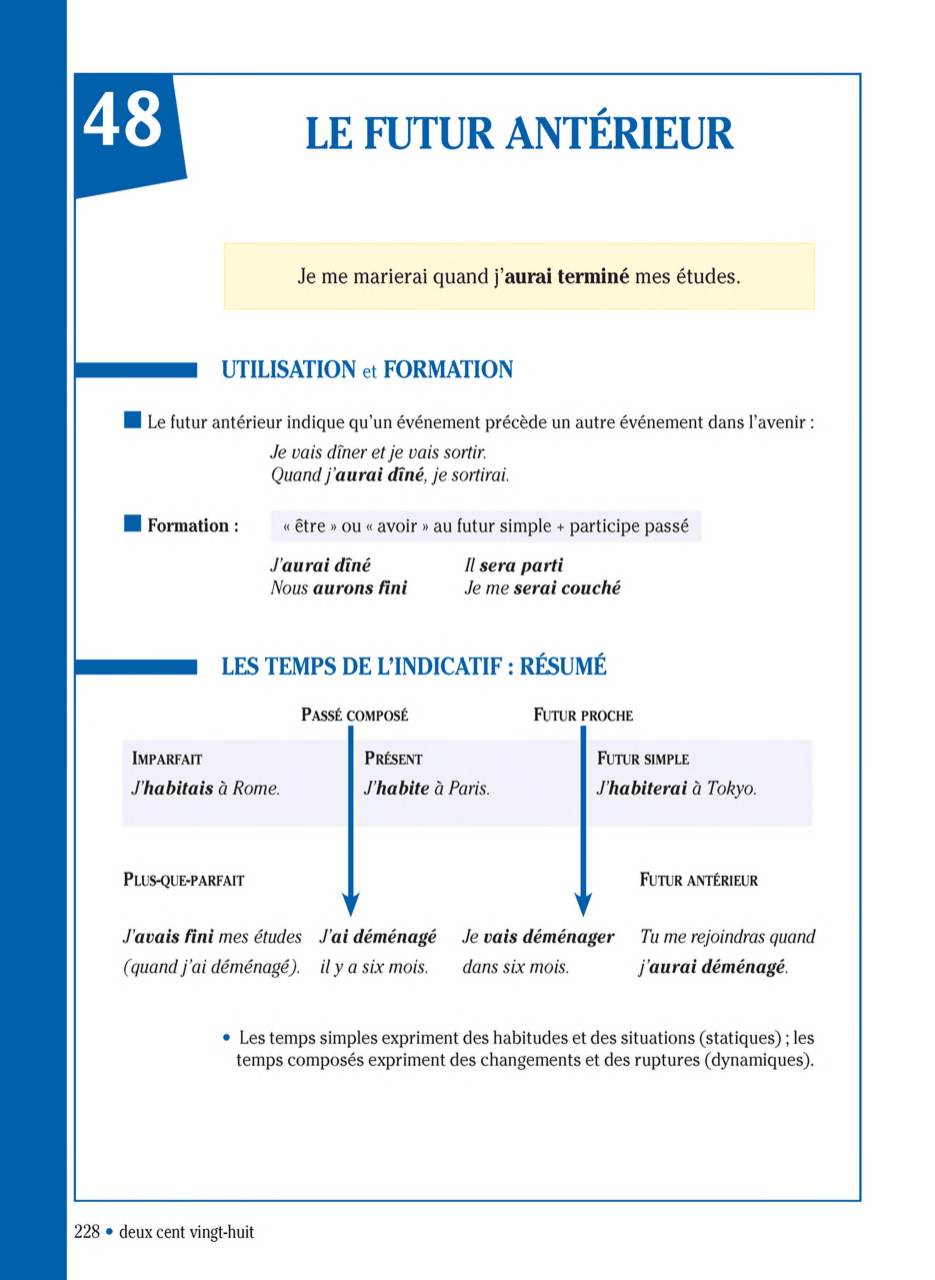 48
LE FUTUR ANTÉRIEUR
Je me marierai quand j’aurai terminé mes études.
UTILISATION et FORMATION
Le futur antérieur indique qu’un événement précède un autre événement dans l’avenir :
Je vais dîner et je vais sortir.
Quand j’aurai dîné, je sortirai.
Formation : « être » ou « avoir » au futur simple + participe passé
J’aurai dîné Il sera parti
Nous aurons fini Je me serai couché
LES TEMPS DE L’INDICATIF : RÉSUMÉ
PASSÉ COMPOSÉ FUTUR PROCHE
IMPARFAIT PRÉSENT FUTUR SIMPLE
J’habitais à Rome. J’habite à Paris. J’habiterai à Tokyo.
PLUS-QUE-PARFAIT FUTUR ANTÉRIEUR
J’avais fini mes études J’ai déménagé Je vais déménager Tu me rejoindras quand
(quand j’ai déménagé). il y a six mois. dans six mois. j’aurai déménagé.
• Les temps simples expriment des habitudes et des situations (statiques) ; les
temps composés expriment des changements et des ruptures (dynamiques).
228 • deux cent vingt-huit